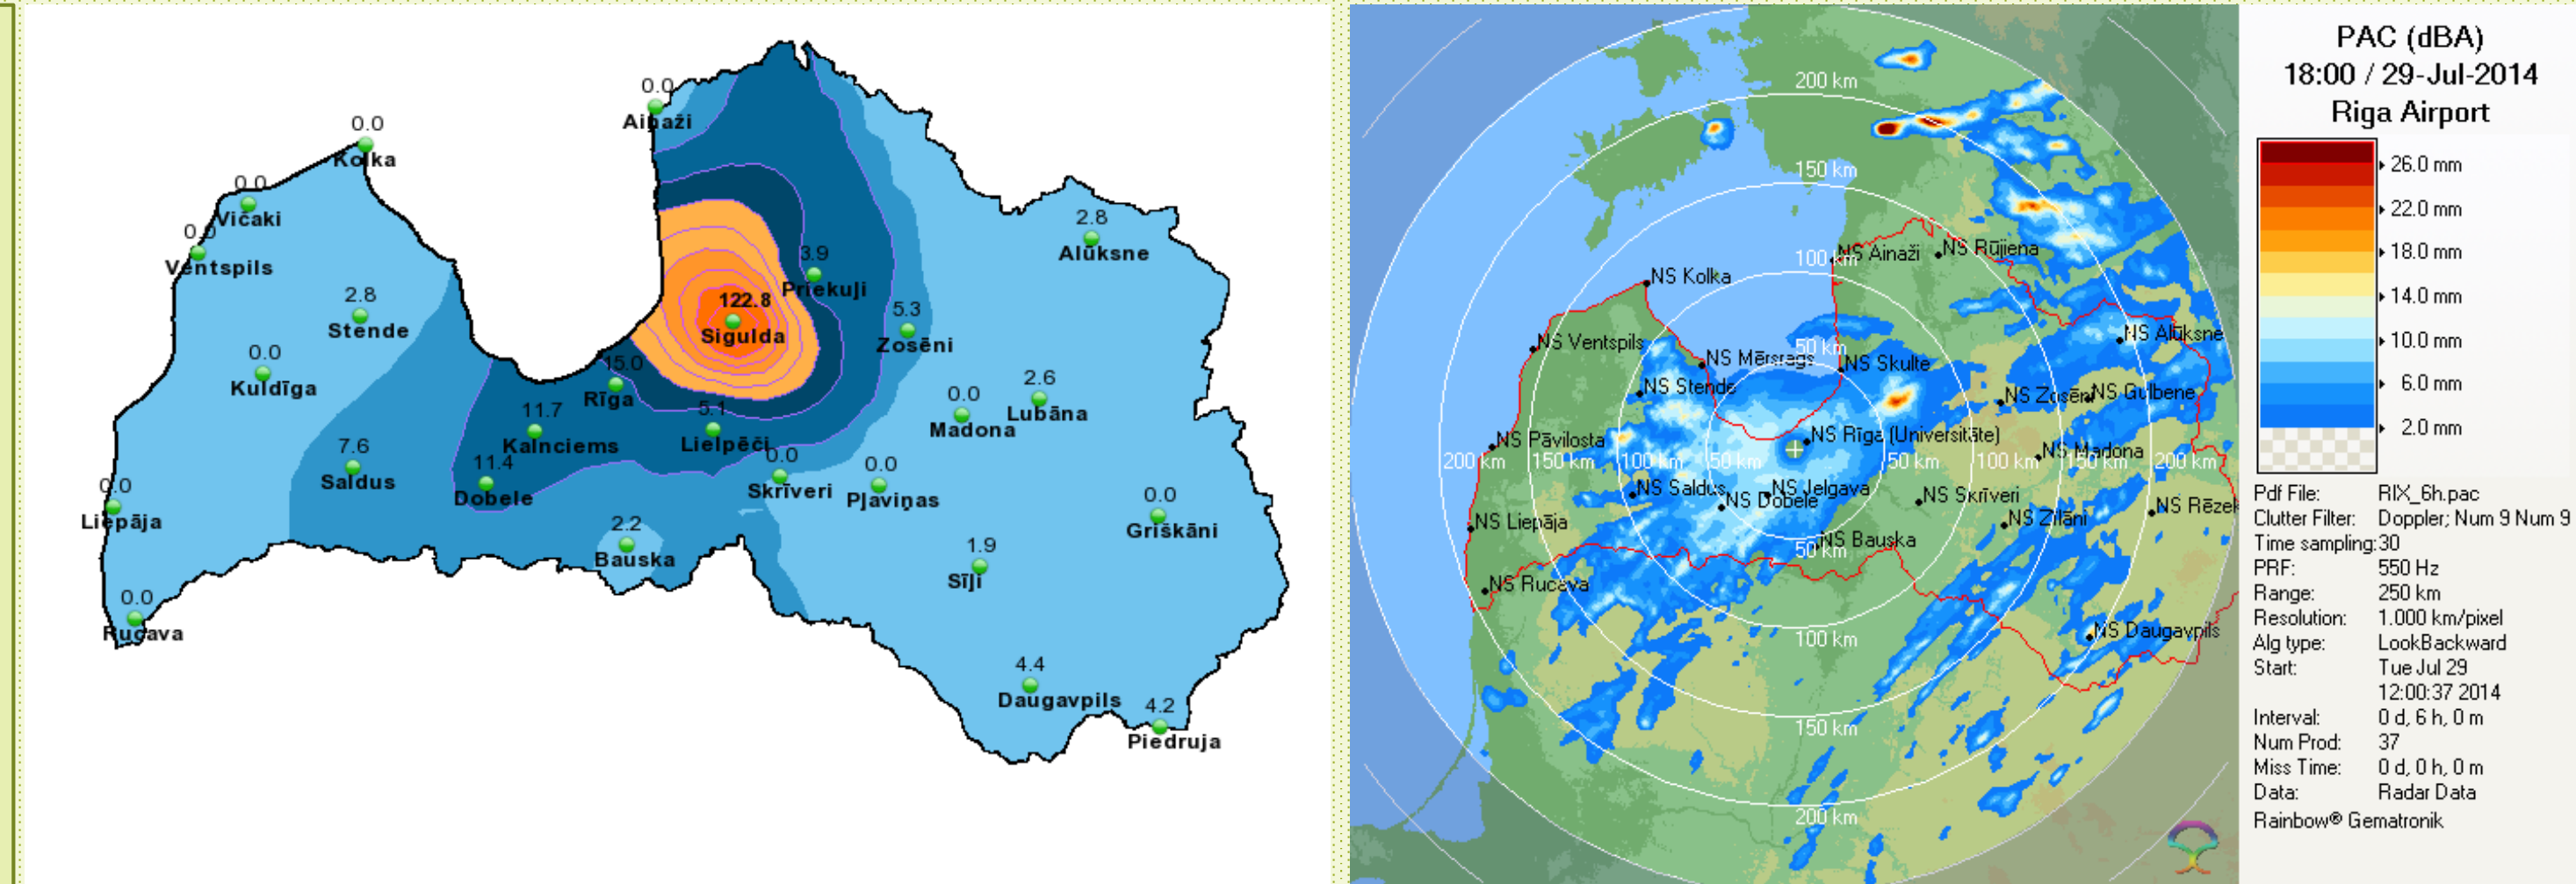 0.0
Ainaži
0.0
Kolka
0.0
Vičaki
0.0
Ventspils
2.8
Alūksne
3.9
Priekuļi
2.8
Stende
122.8
Sigulda
5.3
Zosēni
0.0
Kuldīga
15.0
Rīga
2.6
Lubāna
0.0
Madona
11.7
Kalnciems
5.1
Lielpēči
7.6
Saldus
11.4
Dobele
0.0
Skrīveri
0.0
Pļaviņas
0.0
Liepāja
0.0
Griškāni
2.2
Bauska
1.9
Sīļi
0.0
Rucava
4.4
Daugavpils
4.2
Piedruja
200 km
150 km
NS Ainaži
NS Rūjiena
100 km
NS Kolka
NS Ventspils
NS Alūksne
50 km
NS Mērsrags
NS Skulte
NS Stende
NS Zosēni
NS Gulbene
NS Pāvilosta
NS Rīga (Universitāte)
NS Madona
200 km
150 km
100 km
50 km
50 km
100 km
150 km
200 km
NS Saldus
NS Jelgava
NS Dobele
NS Skrīveri
NS Rēzek
NS Zīlāni
NS Liepāja
NS Bauska
50 km
NS Rucava
NS Daugavpils
100 km
150 km
200 km
PAC (dBA)
18:00 / 29-Jul-2014
Riga Airport
26.0 mm
22.0 mm
18.0 mm
14.0 mm
10.0 mm
6.0 mm
2.0 mm
Pdf File: RIX_6h.pac
Clutter Filter: Doppler; Num 9 Num 9
Time sampling:30
PRF: 550 Hz
Range: 250 km
Resolution: 1.000 km/pixel
Alg type: LookBackward
Start: Tue Jul 29
12:00:37 2014
Interval: 0 d, 6 h, 0 m
Num Prod: 37
Miss Time: 0 d, 0 h, 0 m
Data: Radar Data
Rainbow® Gematronik